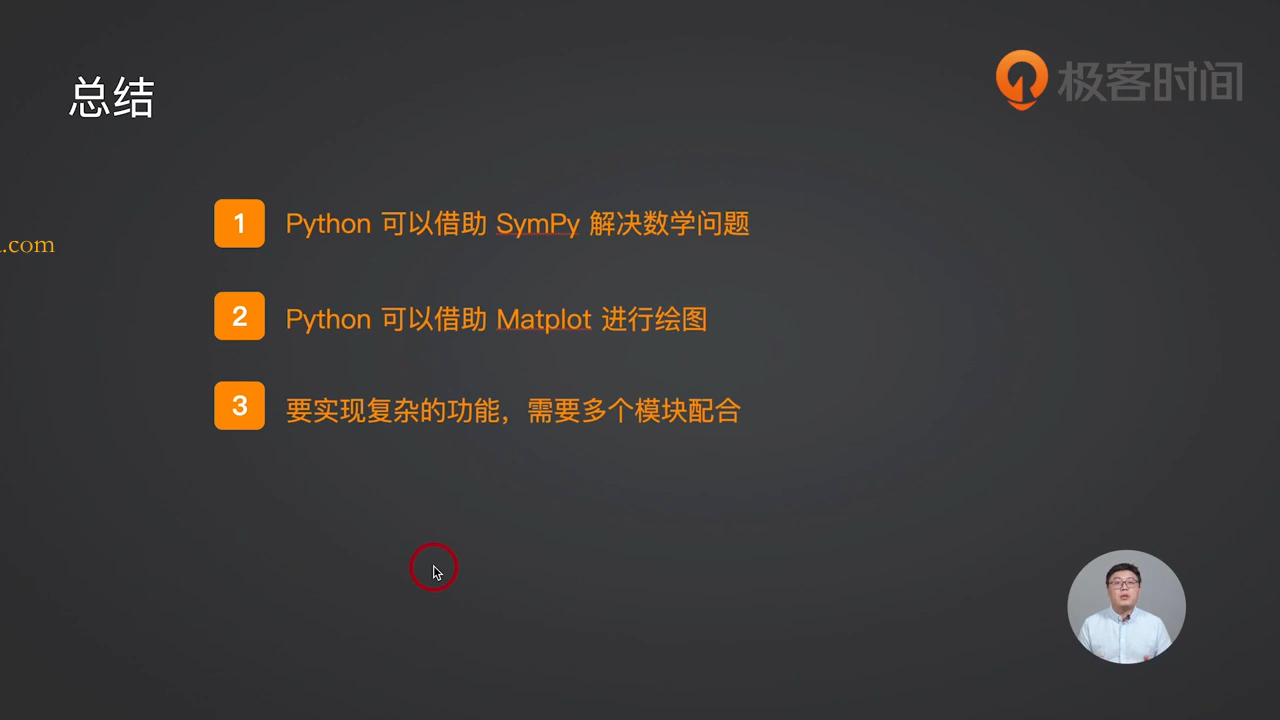 总结
极客时间
1 Python 可以借助 SympPy 解决数学问题
.com
2 Python 可以借助 Matplot 进行绘图
3 要实现复杂的功能，需要多个模块配合